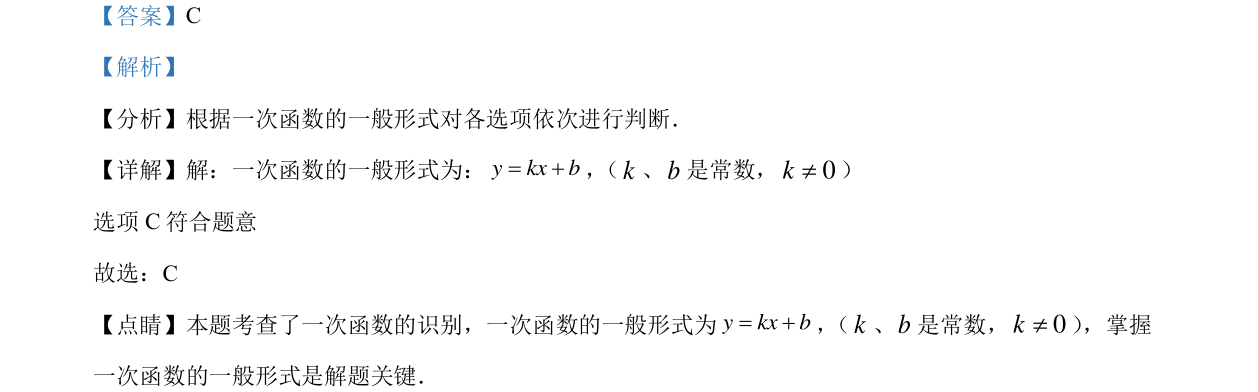 【答案】C
【解析】
【分析】根据一次函数的一般形式对各选项依次进行判断．
【详解】解：一次函数的一般形式为： y = kx + b ，（ k 、 b 是常数， k ≠ 0 ）
选项 C 符合题意
故选：C
【点睛】本题考查了一次函数的识别，一次函数的一般形式为 y = kx + b ，（ k 、 b 是常数， k ≠ 0 ），掌握
一次函数的一般形式是解题关键．